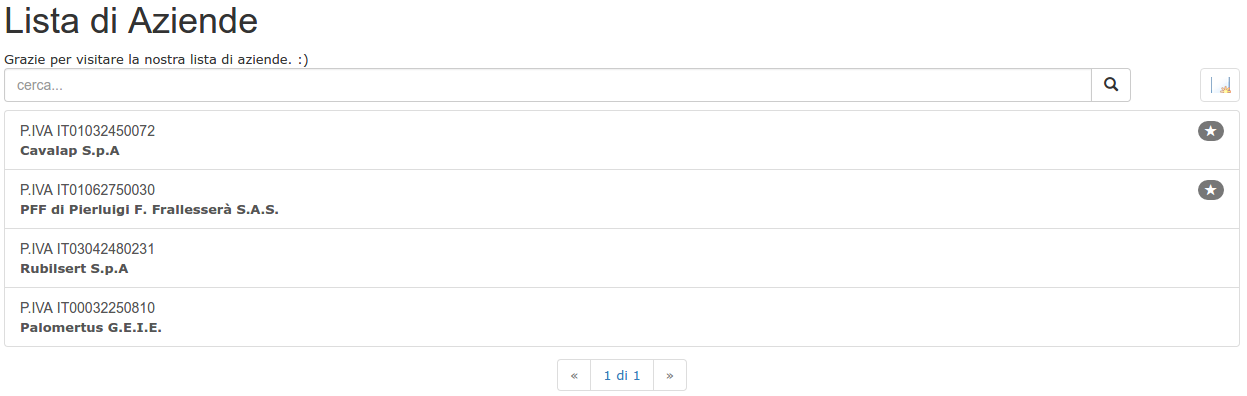 Lista di Aziende
Grazie per visitare la nostra lista di aziende. :)
cerca...
P.IVA IT01032450072
Cavalap S.p.A
P.IVA IT01062750030
PFF di Pierluigi F. Frallesserà S.A.S.
P.IVA IT03042480231
Rubilsert S.p.A
P.IVA IT00032250810
Palomertus G.E.I.E.
« 1 di 1 »